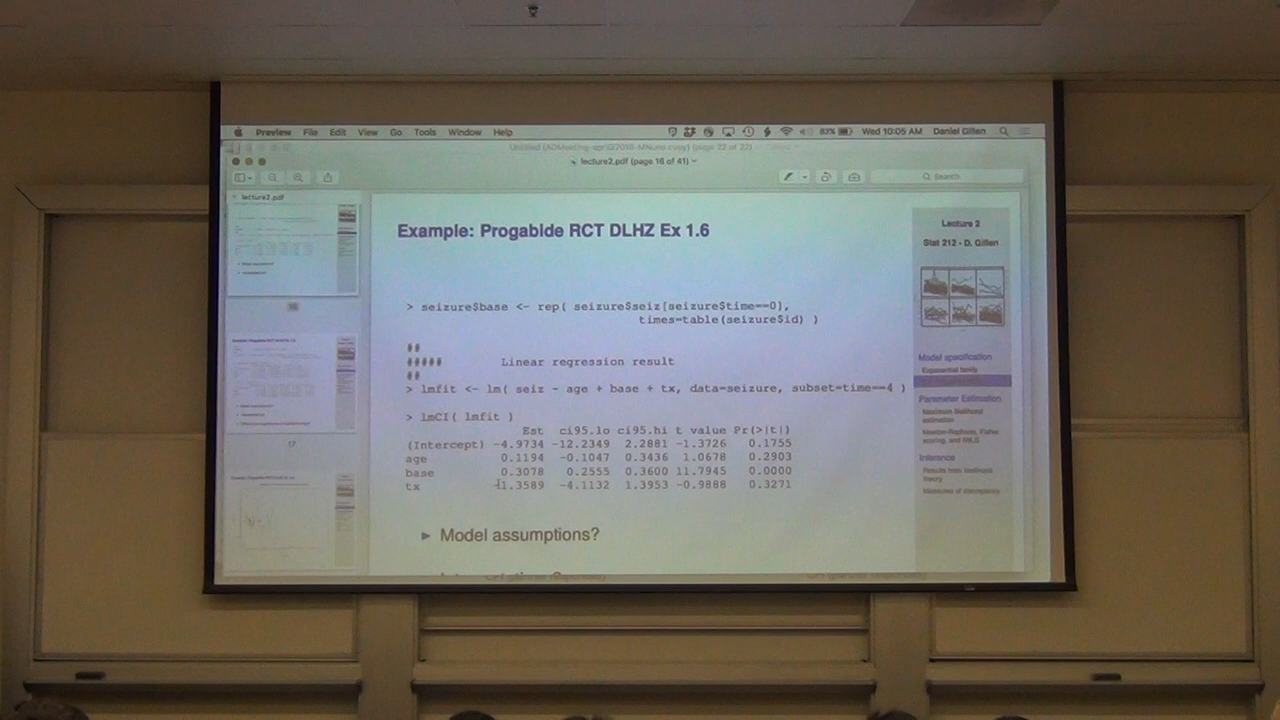 Preview File Edit View Go Tools Window Help 83% Wed 10:05 AM Daniel Gillen
lecture2.pdf (page 16 of 41)
Search
lecture2.pdf
17
Example: Progabide RCT DLHZ Ex 1.6
> seizure$base <- rep( seizure$seiz[seizure$time==0],
times=table(seizure$id) )
##
##### Linear regression result
##
> lmfit <- lm( seiz ~ age + base + tx, data=seizure, subset=time==4 )
> lmCI( lmfit )
Est ci95.lo ci95.hi t value Pr(>|t|)
(Intercept) -4.9734 -12.2349 2.2881 -1.3726 0.1755
age 0.1194 -0.1047 0.3436 1.0678 0.2903
base 0.3078 0.2555 0.3600 11.7945 0.0000
tx -1.3589 -4.1132 1.3953 -0.9888 0.3271
► Model assumptions?
Lecture 2
Stat 212 - D. Gillen
Model specification
Exponential family
Parameter Estimation
Maximum likelihood
estimation
Newton-Raphson, Fisher
scoring, and IRLS
Inference
Results from likelihood
theory
Measures of discrepancy